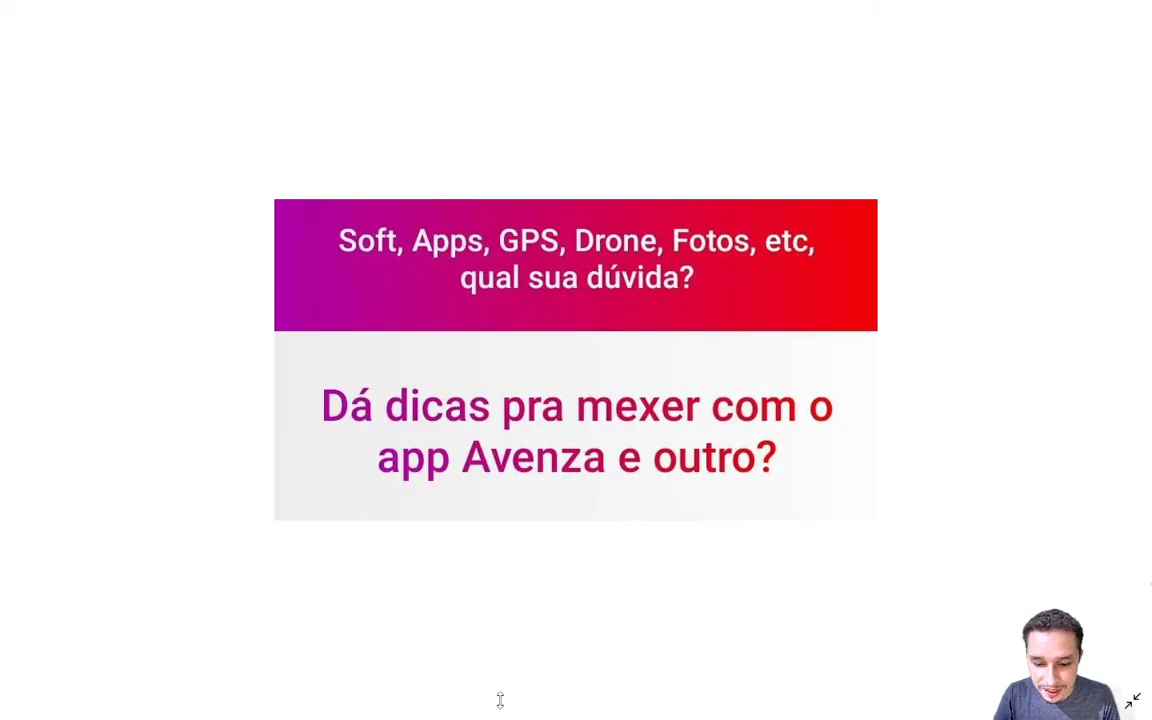 Soft, Apps, GPS, Drone, Fotos, etc,
qual sua dúvida?
Dá dicas pra mexer com o
app Avenza e outro?